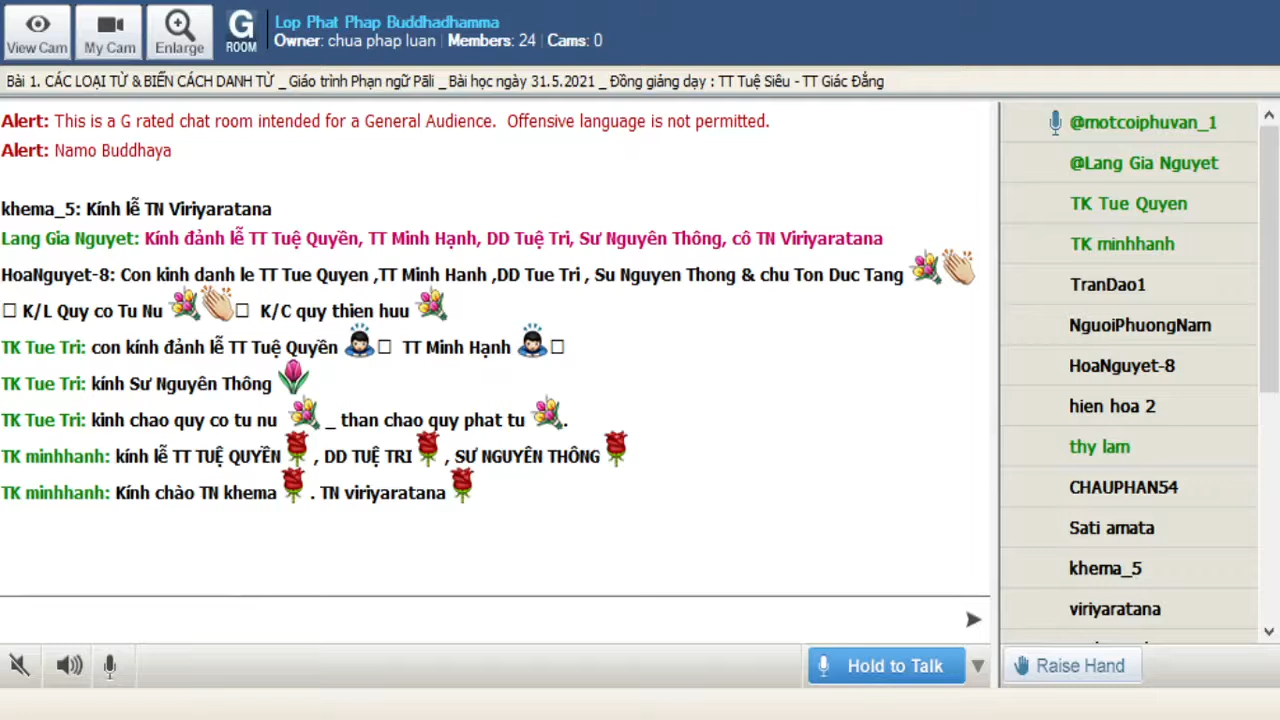 View Cam
My Cam
Enlarge
G
ROOM
Lop Phat Phap Buddhadhamma
Owner: chua phap luan | Members: 24 | Cams: 0
Bài 1. CÁC LOẠI TỪ & BIẾN CÁCH DANH TỪ _ Giáo trình Phạn ngữ Pāli _ Bài học ngày 31.5.2021 _ Đồng giảng dạy : TT Tuệ Siêu - TT Giác Đẳng
Alert: This is a G rated chat room intended for a General Audience.  Offensive language is not permitted.
Alert: Namo Buddhaya
khema_5: Kính lễ TN Viriyaratana
Lang Gia Nguyet: Kính đảnh lễ TT Tuệ Quyền, TT Minh Hạnh, DD Tuệ Tri, Sư Nguyên Thông, cô TN Viriyaratana
HoaNguyet-8: Con kinh danh le TT Tue Quyen ,TT Minh Hanh ,DD Tue Tri , Su Nguyen Thong & chu Ton Duc Tang
K/L Quy co Tu Nu K/C quy thien huu
TK Tue Tri: con kính đảnh lễ TT Tuệ Quyền TT Minh Hạnh
TK Tue Tri: kính Sư Nguyên Thông
TK Tue Tri: kinh chao quy co tu nu _ than chao quy phat tu .
TK minhhanh: kính lễ TT TUỆ QUYỀN , DD TUỆ TRI , SƯ NGUYÊN THÔNG
TK minhhanh: Kính chào TN khema . TN viriyaratana
@motcoiphuvan_1
@Lang Gia Nguyet
TK Tue Quyen
TK minhhanh
TranDao1
NguoiPhuongNam
HoaNguyet-8
hien hoa 2
thy lam
CHAUPHAN54
Sati amata
khema_5
viriyaratana
Hold to Talk
Raise Hand